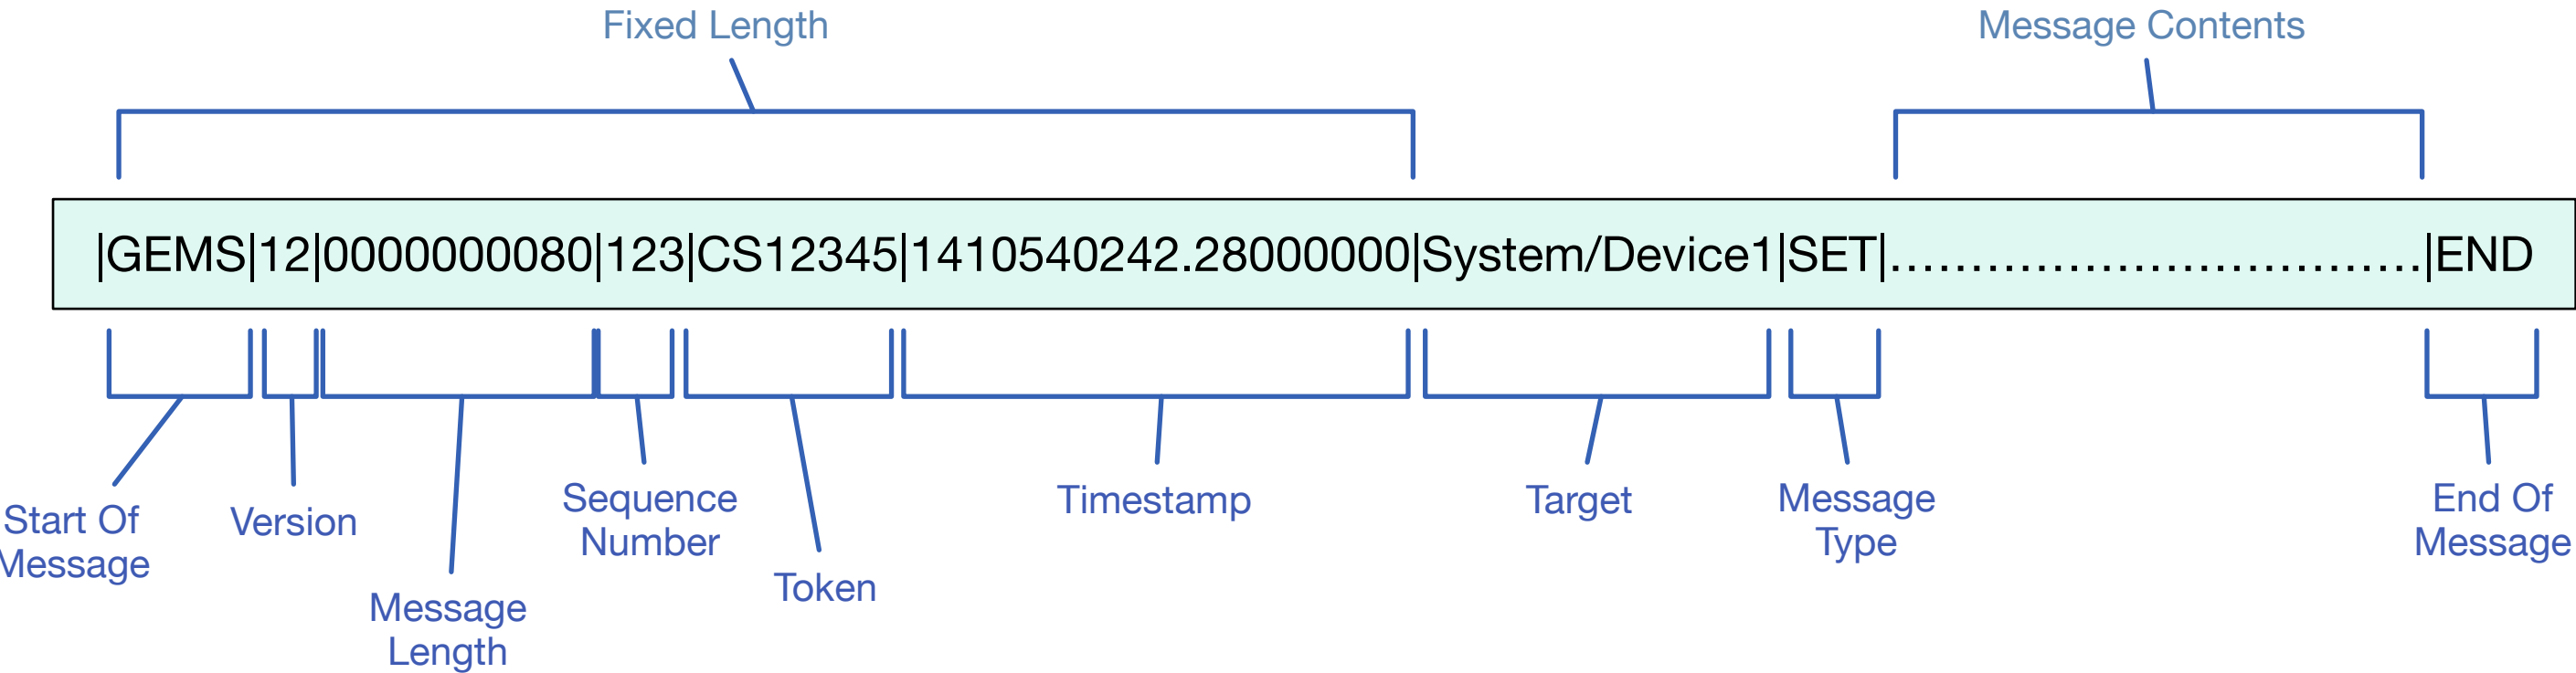 Fixed Length
Message Contents
|GEMS|12|0000000080|123|CS12345|1410540242.28000000|System/Device1|SET|.................................|END
Start Of
Message
Version
Message
Length
Sequence
Number
Token
Timestamp
Target
Message
Type
End Of
Message